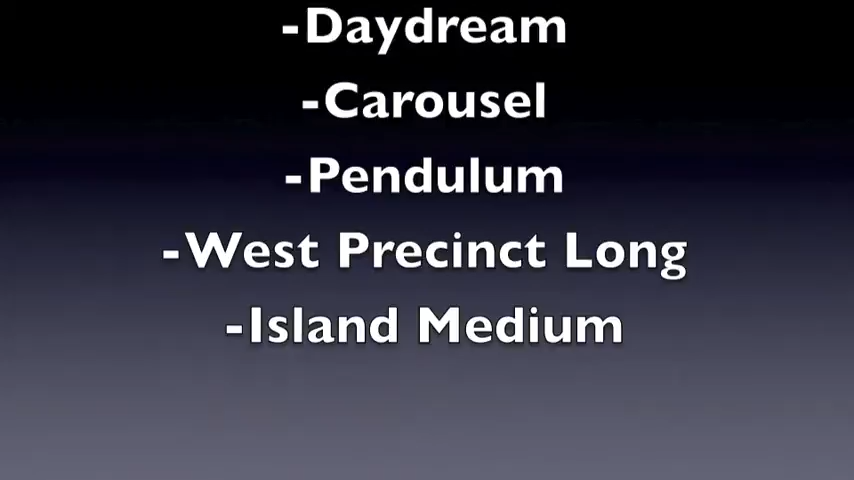 -Daydream
-Carousel
-Pendulum
-West Precinct Long
-Island Medium